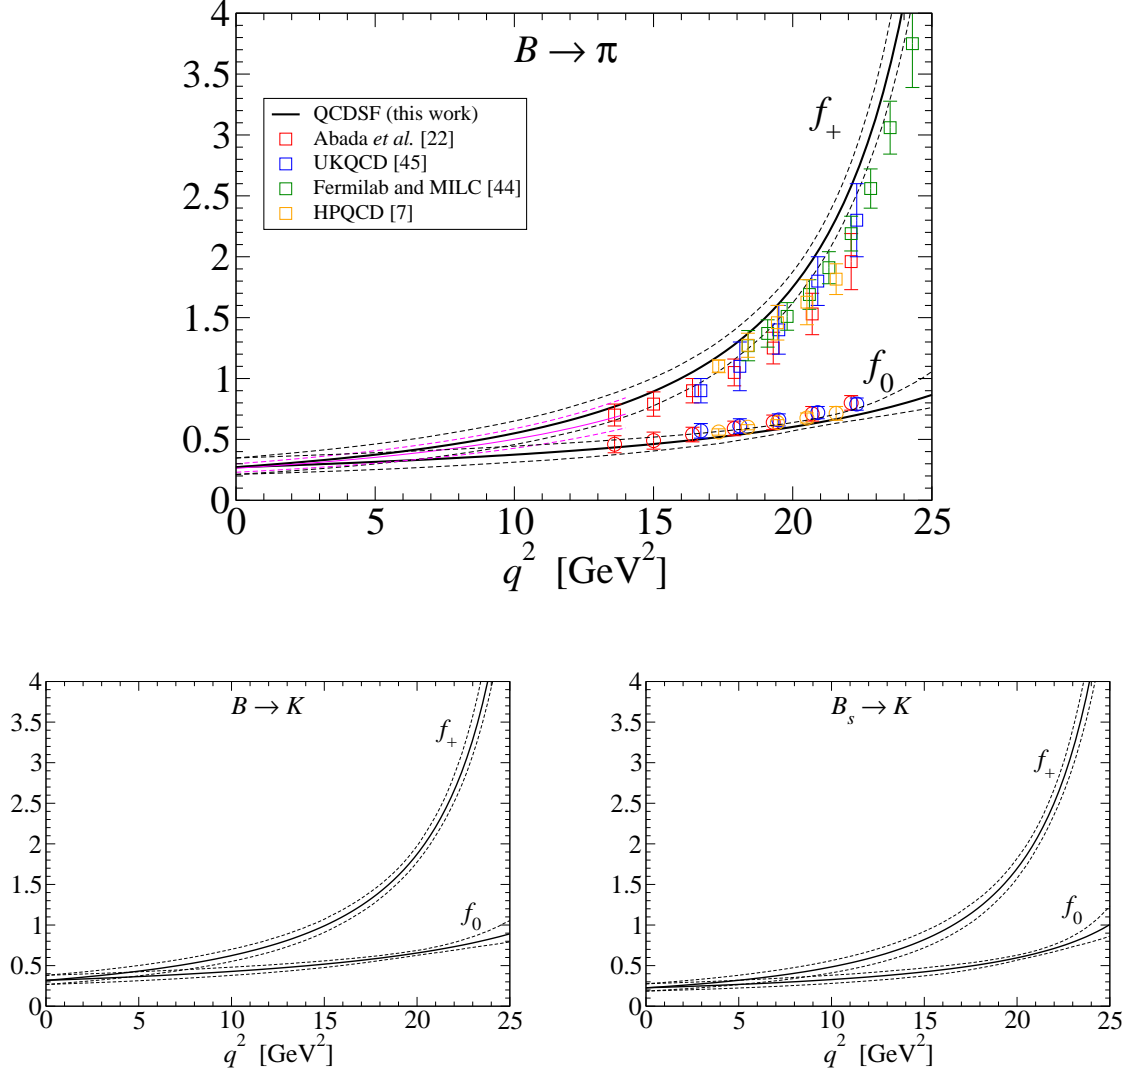 B → π
4
3.5
3
2.5
2
1.5
1
0.5
0
QCDSF (this work)
Abada et al. [22]
UKQCD [45]
Fermilab and MILC [44]
HPQCD [7]
f+
f0
0 5 10 15 20 25
q² [GeV²]
B → K
4
3.5
3
2.5
2
1.5
1
0.5
0
f+
f0
0 5 10 15 20 25
q² [GeV²]
Bs → K
4
3.5
3
2.5
2
1.5
1
0.5
0
f+
f0
0 5 10 15 20 25
q² [GeV²]